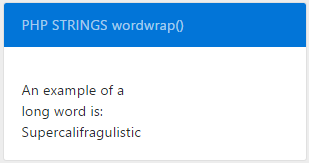 PHP STRINGS wordwrap()
An example of a
long word is:
Supercalifragulistic